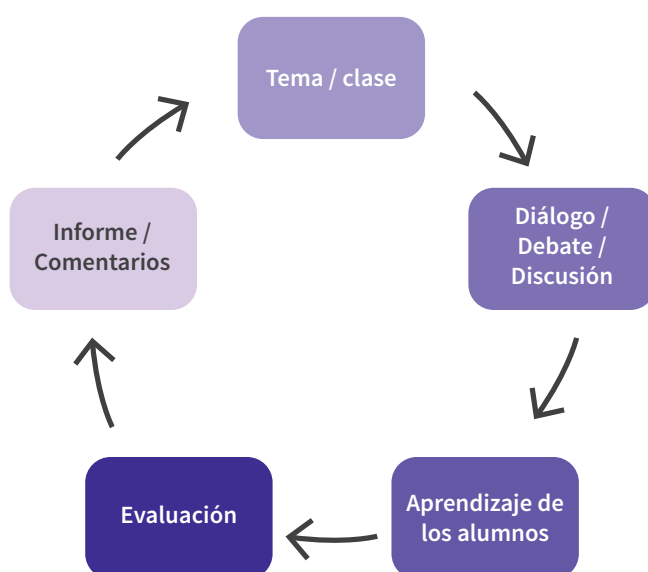 Tema / clase
Diálogo /
Debate /
Discusión
Aprendizaje de
los alumnos
Evaluación
Informe /
Comentarios